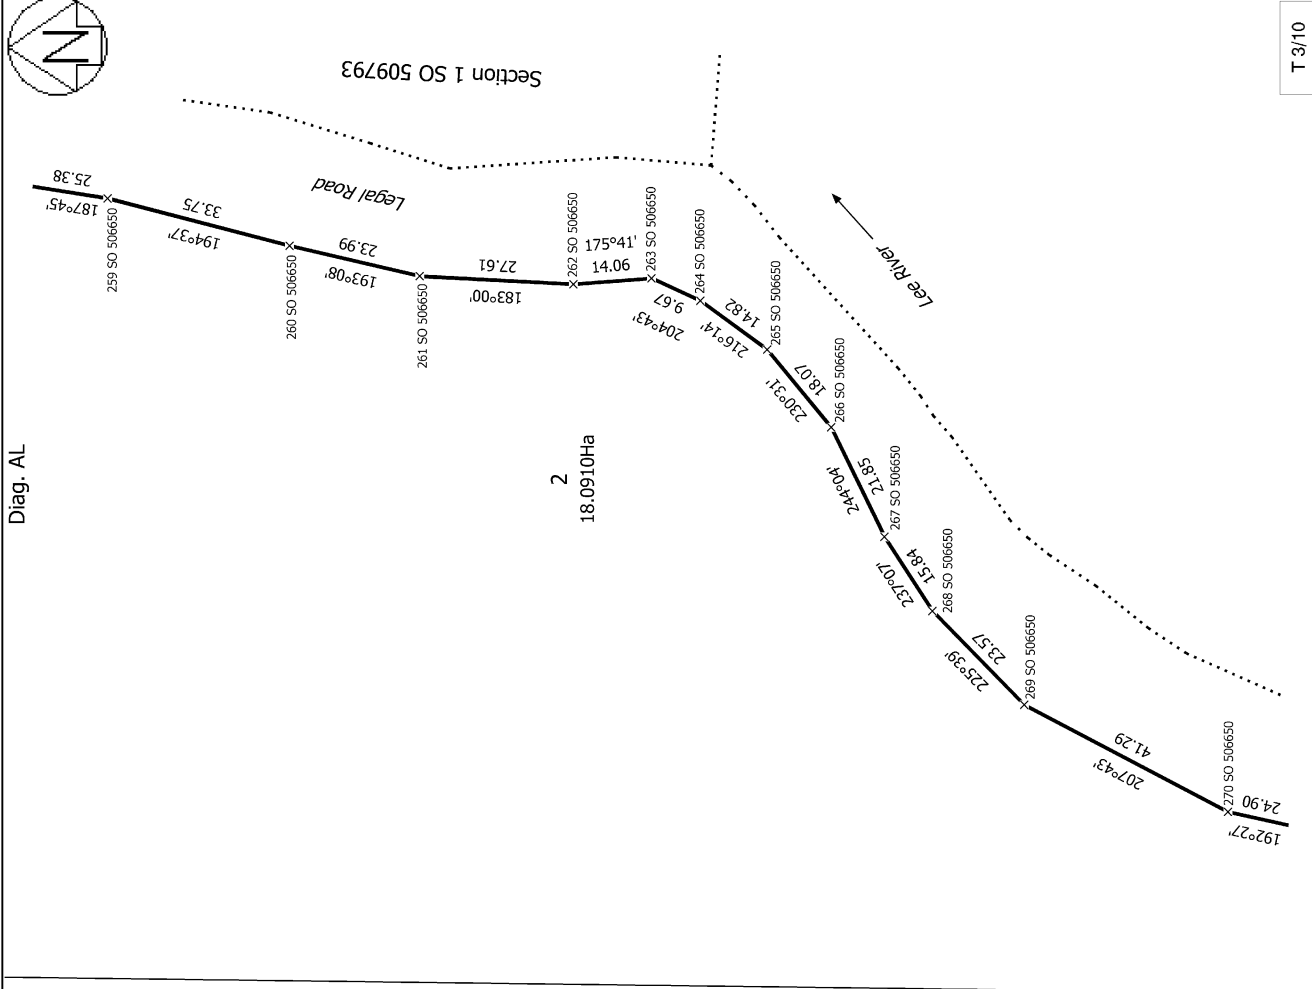 N
T 3/10
Diag. AL
Section 1 SO 509793
Legal Road
Lee River
25.38
187°45'
259 SO 506650
33.75
194°37'
260 SO 506650
23.99
193°08'
261 SO 506650
27.61
183°00'
262 SO 506650
175°41'
14.06
263 SO 506650
9.67
204°43'
264 SO 506650
14.82
216°14'
265 SO 506650
18.07
230°31'
266 SO 506650
21.85
244°04'
267 SO 506650
15.84
237°07'
268 SO 506650
23.57
225°39'
269 SO 506650
41.29
207°43'
270 SO 506650
24.90
192°27'
2
18.0910Ha